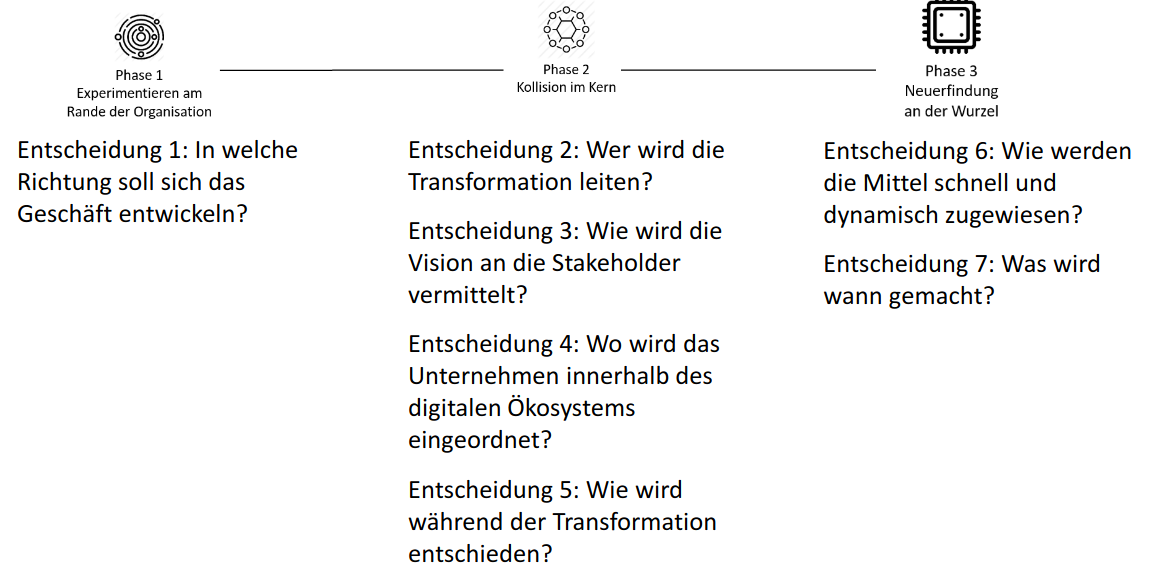 Phase 1
Experimentieren am
Rande der Organisation
Phase 2
Kollision im Kern
Phase 3
Neuerfindung
an der Wurzel
Entscheidung 1: In welche
Richtung soll sich das
Geschäft entwickeln?
Entscheidung 2: Wer wird die
Transformation leiten?
Entscheidung 3: Wie wird die
Vision an die Stakeholder
vermittelt?
Entscheidung 4: Wo wird das
Unternehmen innerhalb des
digitalen Ökosystems
eingeordnet?
Entscheidung 5: Wie wird
während der Transformation
entschieden?
Entscheidung 6: Wie werden
die Mittel schnell und
dynamisch zugewiesen?
Entscheidung 7: Was wird
wann gemacht?